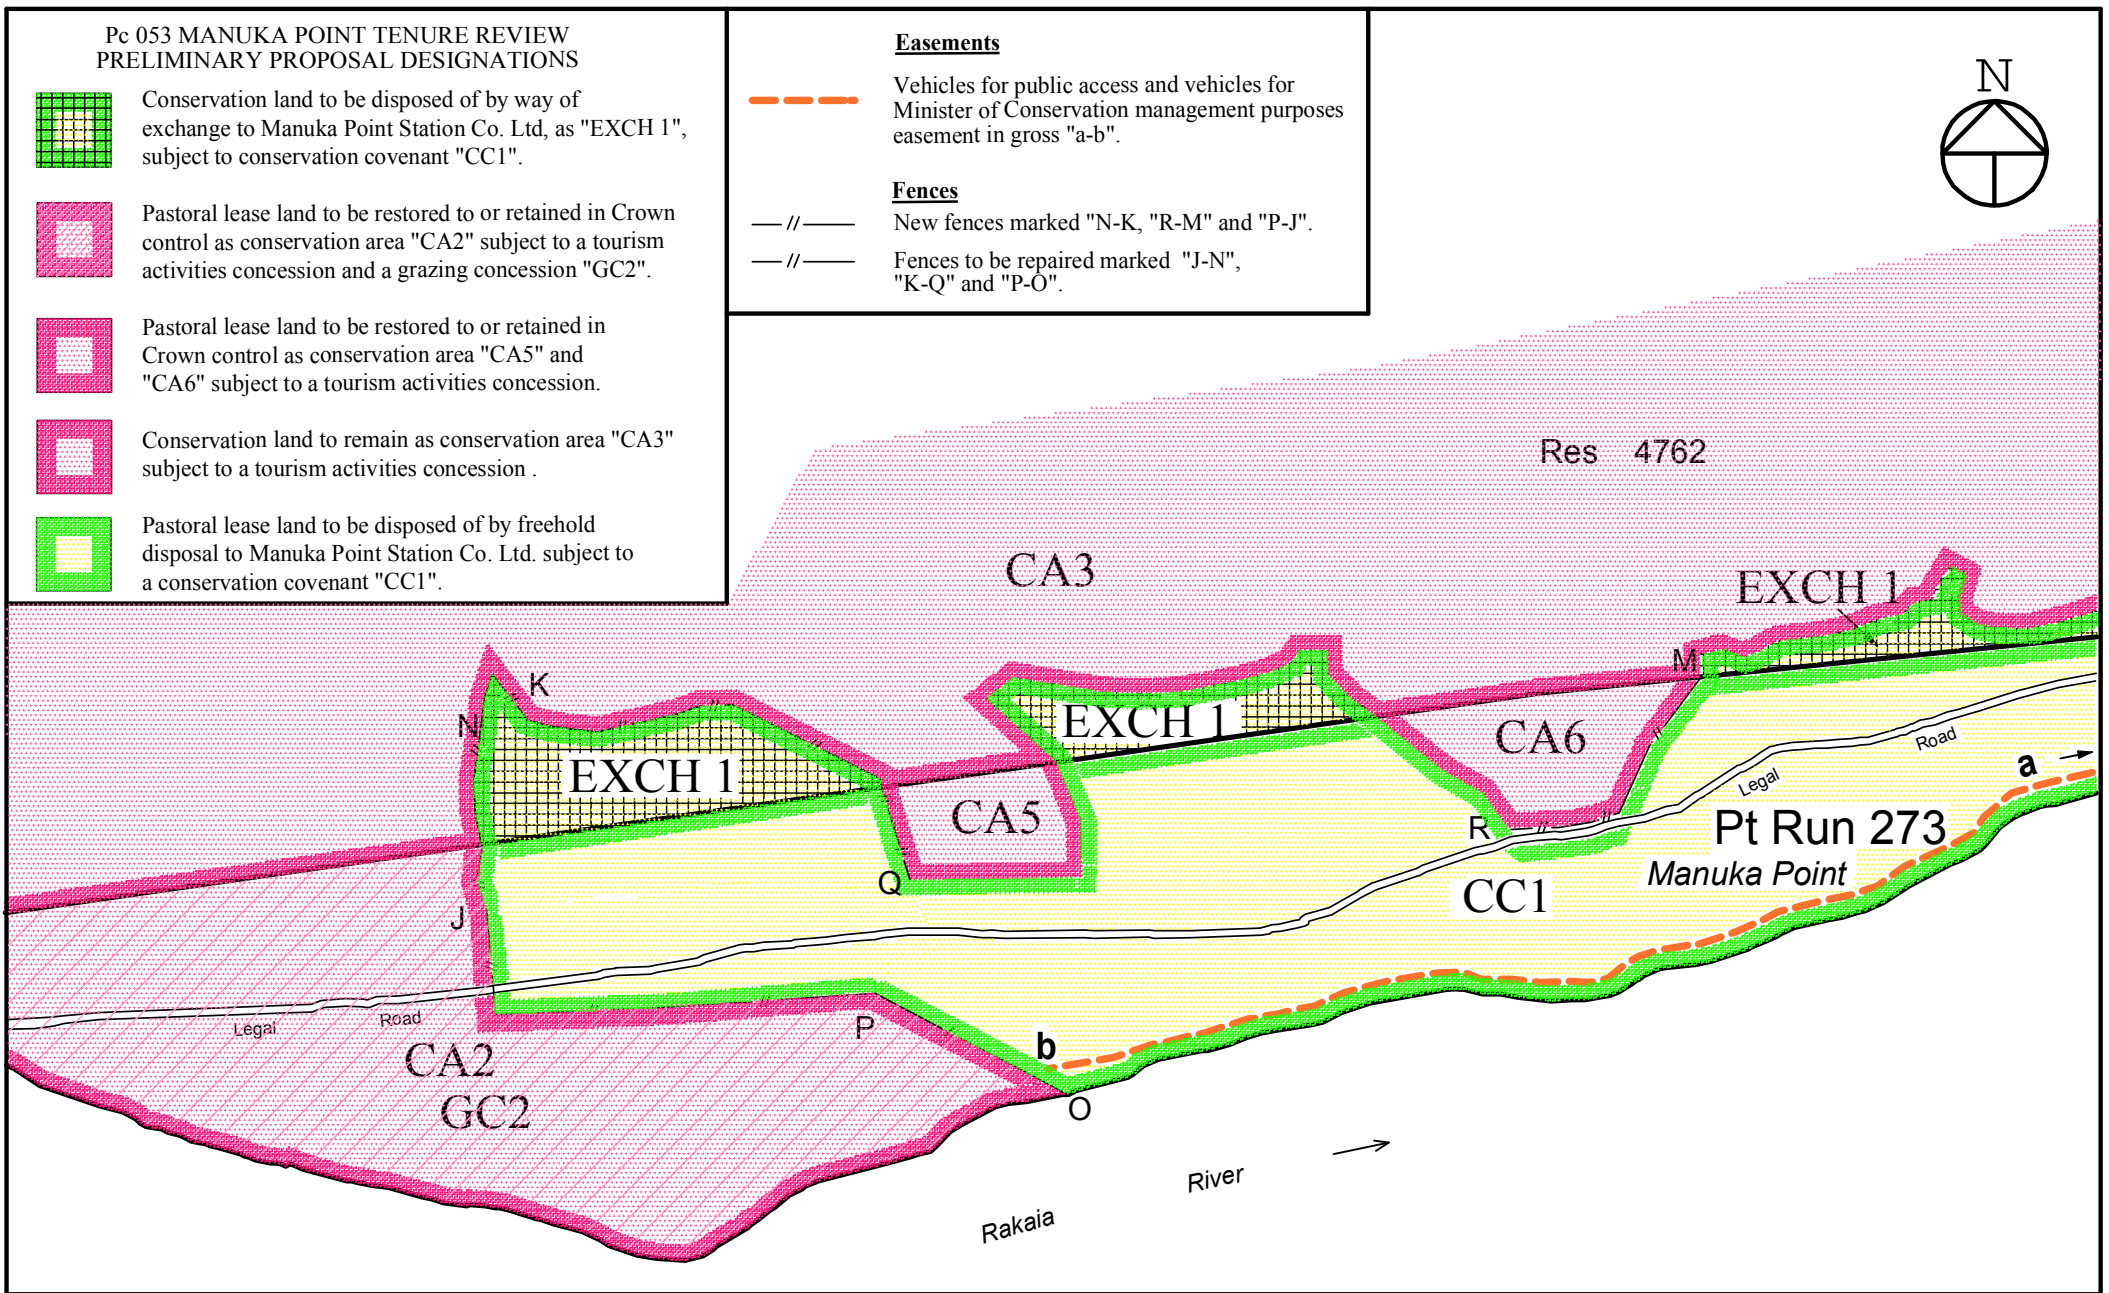 Pc 053 MANUKA POINT TENURE REVIEW
PRELIMINARY PROPOSAL DESIGNATIONS
Conservation land to be disposed of by way of
exchange to Manuka Point Station Co. Ltd, as "EXCH 1",
subject to conservation covenant "CC1".
Pastoral lease land to be restored to or retained in Crown
control as conservation area "CA2" subject to a tourism
activities concession and a grazing concession "GC2".
Pastoral lease land to be restored to or retained in
Crown control as conservation area "CA5" and
"CA6" subject to a tourism activities concession.
Conservation land to remain as conservation area "CA3"
subject to a tourism activities concession .
Pastoral lease land to be disposed of by freehold
disposal to Manuka Point Station Co. Ltd. subject to
a conservation covenant "CC1".
Easements
Vehicles for public access and vehicles for
Minister of Conservation management purposes
easement in gross "a-b".
Fences
New fences marked "N-K, "R-M" and "P-J".
Fences to be repaired marked "J-N",
"K-Q" and "P-O".
N
Res 4762
CA3
EXCH 1
M
K
N
EXCH 1
EXCH 1
CA6
Road
a
Legal
CA5
R
Pt Run 273
Manuka Point
Q
CC1
J
Legal Road
P
b
CA2
GC2
O
Rakaia River